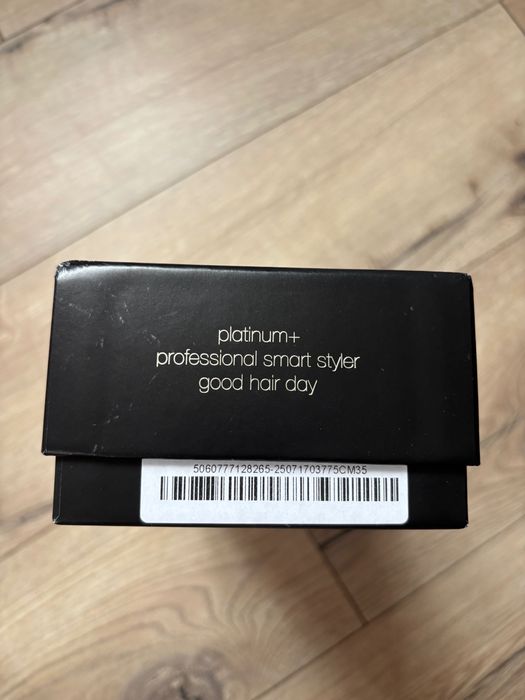 platinum+
professional smart styler
good hair day
5060777128265-25071703775CM35